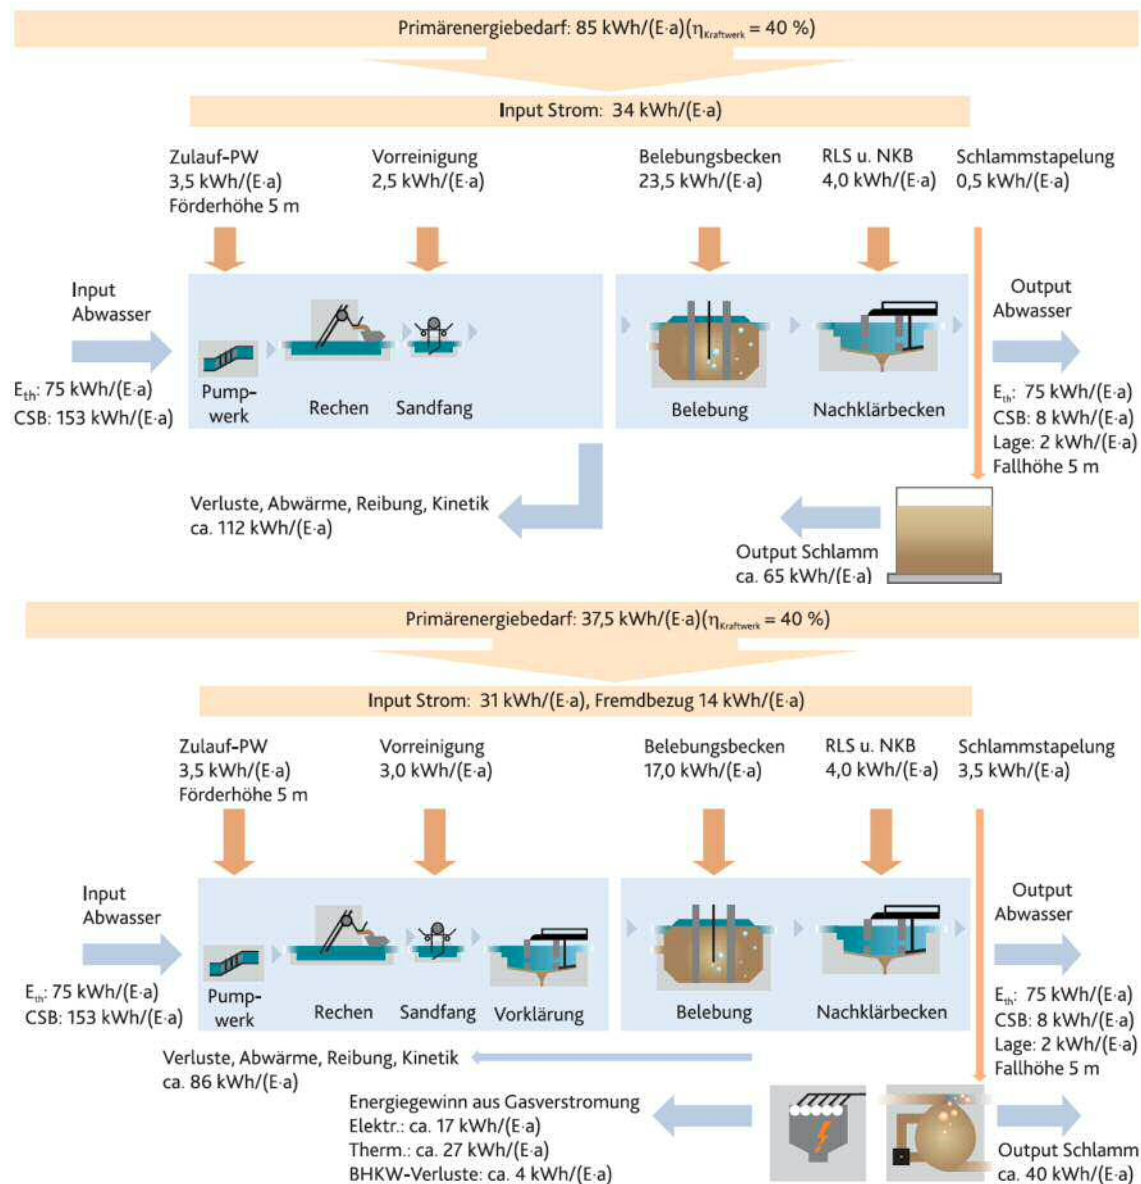 Primärenergiebedarf: 85 kWh/(E·a)(ηKraftwerk = 40 %)
Input Strom: 34 kWh/(E·a)
Zulauf-PW
3,5 kWh/(E·a)
Förderhöhe 5 m
Vorreinigung
2,5 kWh/(E·a)
Belebungsbecken
23,5 kWh/(E·a)
RLS u. NKB
4,0 kWh/(E·a)
Schlammstapelung
0,5 kWh/(E·a)
Input
Abwasser
Eth: 75 kWh/(E·a)
CSB: 153 kWh/(E·a)
Pump-
werk
Rechen
Sandfang
Belebung
Nachklärbecken
Output
Abwasser
Eth: 75 kWh/(E·a)
CSB: 8 kWh/(E·a)
Lage: 2 kWh/(E·a)
Fallhöhe 5 m
Verluste, Abwärme, Reibung, Kinetik
ca. 112 kWh/(E·a)
Output Schlamm
ca. 65 kWh/(E·a)
Primärenergiebedarf: 37,5 kWh/(E·a)(ηKraftwerk = 40 %)
Input Strom: 31 kWh/(E·a), Fremdbezug 14 kWh/(E·a)
Zulauf-PW
3,5 kWh/(E·a)
Förderhöhe 5 m
Vorreinigung
3,0 kWh/(E·a)
Belebungsbecken
17,0 kWh/(E·a)
RLS u. NKB
4,0 kWh/(E·a)
Schlammstapelung
3,5 kWh/(E·a)
Input
Abwasser
Eth: 75 kWh/(E·a)
CSB: 153 kWh/(E·a)
Pump-
werk
Rechen
Sandfang
Vorklärung
Belebung
Nachklärbecken
Output
Abwasser
Eth: 75 kWh/(E·a)
CSB: 8 kWh/(E·a)
Lage: 2 kWh/(E·a)
Fallhöhe 5 m
Verluste, Abwärme, Reibung, Kinetik
ca. 86 kWh/(E·a)
Energiegewinn aus Gasverstromung
Elektr.: ca. 17 kWh/(E·a)
Therm.: ca. 27 kWh/(E·a)
BHKW-Verluste: ca. 4 kWh/(E·a)
Output Schlamm
ca. 40 kWh/(E·a)